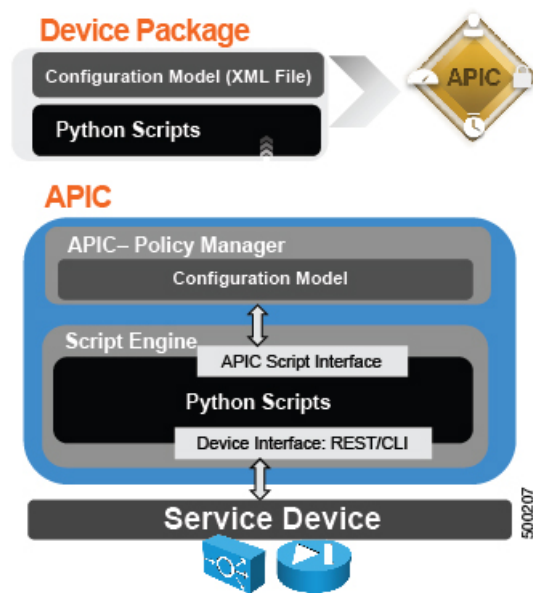 Device Package
Configuration Model (XML File)
Python Scripts
APIC
APIC
APIC– Policy Manager
Configuration Model
Script Engine
APIC Script Interface
Python Scripts
Device Interface: REST/CLI
Service Device
500207